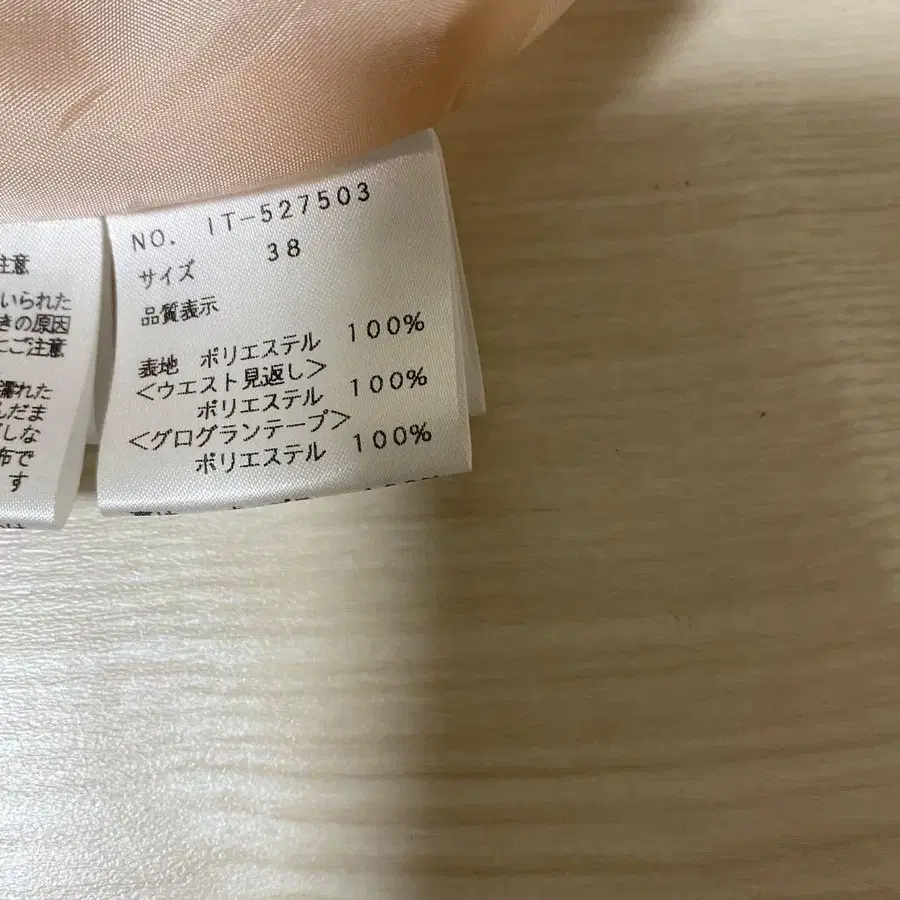 NO. IT-527503
サイズ 38
品質表示
表地 ポリエステル 100%
<ウエスト見返し>
ポリエステル 100%
<グログランテープ>
ポリエステル 100%
注意
いられた
きの原因
にご注意
濡れた
んだま
しな
布で
す